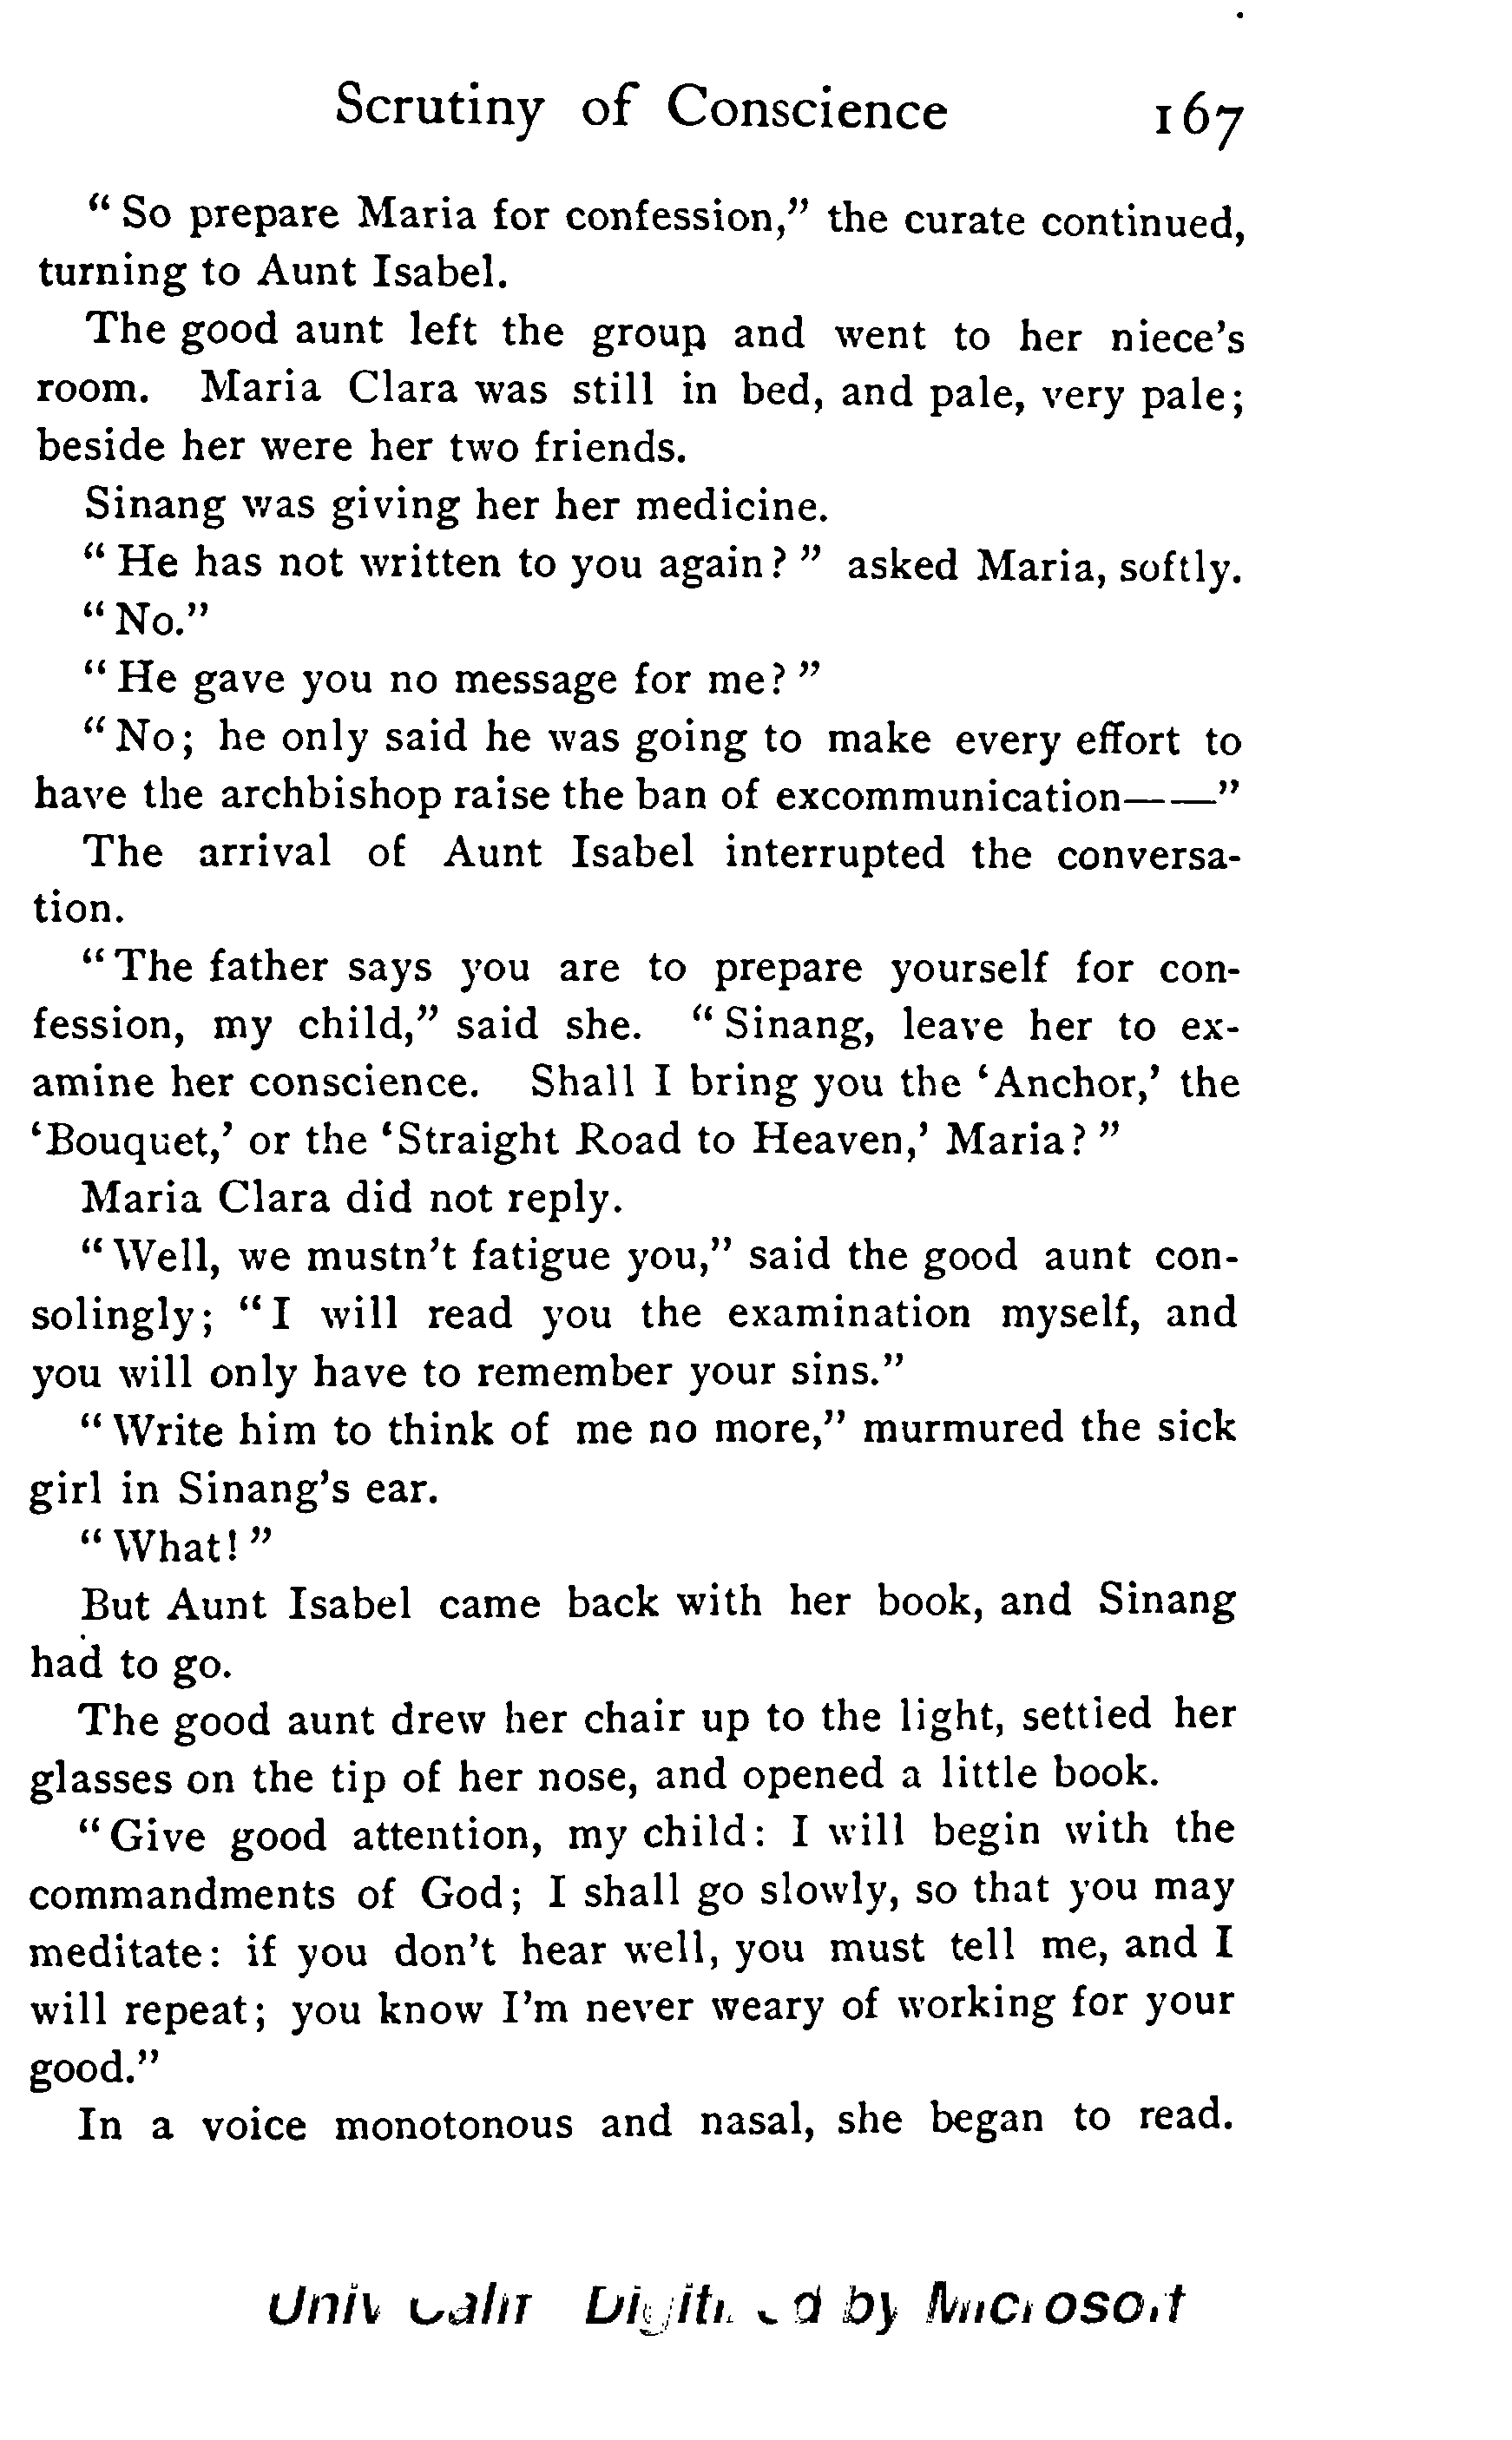 Scrutiny of Conscience 167
“So prepare Maria for confession,” the curate continued,
turning to Aunt Isabel.
The good aunt left the group and went to her niece's
room. Maria Clara was still in bed, and pale, very pale;
beside her were her two friends.
Sinang was giving her her medicine.
“He has not written to you again?” asked Maria, softly.
“No.”
“He gave you no message for me?”
“No; he only said he was going to make every effort to
have the archbishop raise the ban of excommunication——”
The arrival of Aunt Isabel interrupted the conversa-
tion.
“The father says you are to prepare yourself for con-
fession, my child,” said she. “Sinang, leave her to ex-
amine her conscience. Shall I bring you the ‘Anchor,’ the
‘Bouquet,’ or the ‘Straight Road to Heaven,’ Maria?”
Maria Clara did not reply.
“Well, we mustn't fatigue you,” said the good aunt con-
solingly; “I will read you the examination myself, and
you will only have to remember your sins.”
“Write him to think of me no more,” murmured the sick
girl in Sinang's ear.
“What!”
But Aunt Isabel came back with her book, and Sinang
had to go.
The good aunt drew her chair up to the light, settled her
glasses on the tip of her nose, and opened a little book.
“Give good attention, my child: I will begin with the
commandments of God; I shall go slowly, so that you may
meditate: if you don't hear well, you must tell me, and I
will repeat; you know I'm never weary of working for your
good.”
In a voice monotonous and nasal, she began to read.
Univ Calif Digitized by Microsoft